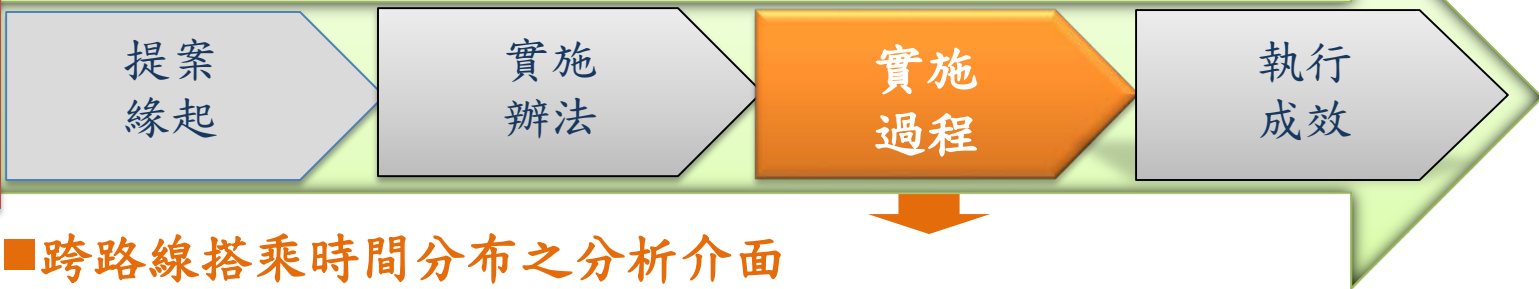 提案
緣起
實施
辦法
實施
過程
執行
成效
■跨路線搭乘時間分布之分析介面